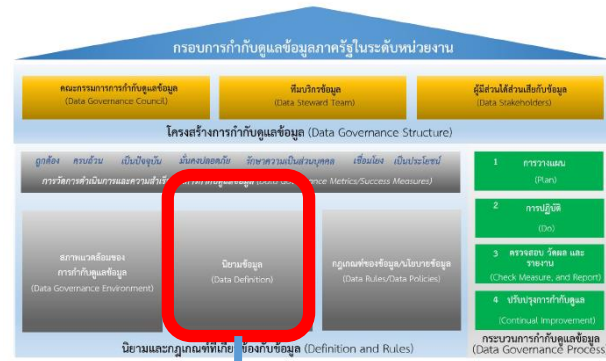 กรอบการกำกับดูแลข้อมูลภาครัฐในระดับหน่วยงาน
คณะกรรมการการกำกับดูแลข้อมูล
(Data Governance Council)
ทีมบริกรข้อมูล
(Data Steward Team)
ผู้มีส่วนได้ส่วนเสียกับข้อมูล
(Data Stakeholders)
โครงสร้างการกำกับดูแลข้อมูล (Data Governance Structure)
ถูกต้อง ครบถ้วน เป็นปัจจุบัน มั่นคงปลอดภัย รักษาความเป็นส่วนบุคคล เชื่อมโยง เป็นประโยชน์
การวัดการดำเนินการและความสำเร็จ การกำกับดูแลข้อมูล (Data Governance Metrics/Success Measures)
สภาพแวดล้อมของ
การกำกับดูแลข้อมูล
(Data Governance Environment)
นิยามข้อมูล
(Data Definition)
กฎเกณฑ์ของข้อมูล/นโยบายข้อมูล
(Data Rules/Data Policies)
นิยามและกฎเกณฑ์ที่เกี่ยวข้องกับข้อมูล (Definition and Rules)
1 การวางแผน
(Plan)
2 การปฏิบัติ
(Do)
3 ตรวจสอบ วัดผล และ
รายงาน
(Check Measure, and Report)
4 ปรับปรุงการกำกับดูแล
(Continual Improvement)
กระบวนการกำกับดูแลข้อมูล
(Data Governance Process)